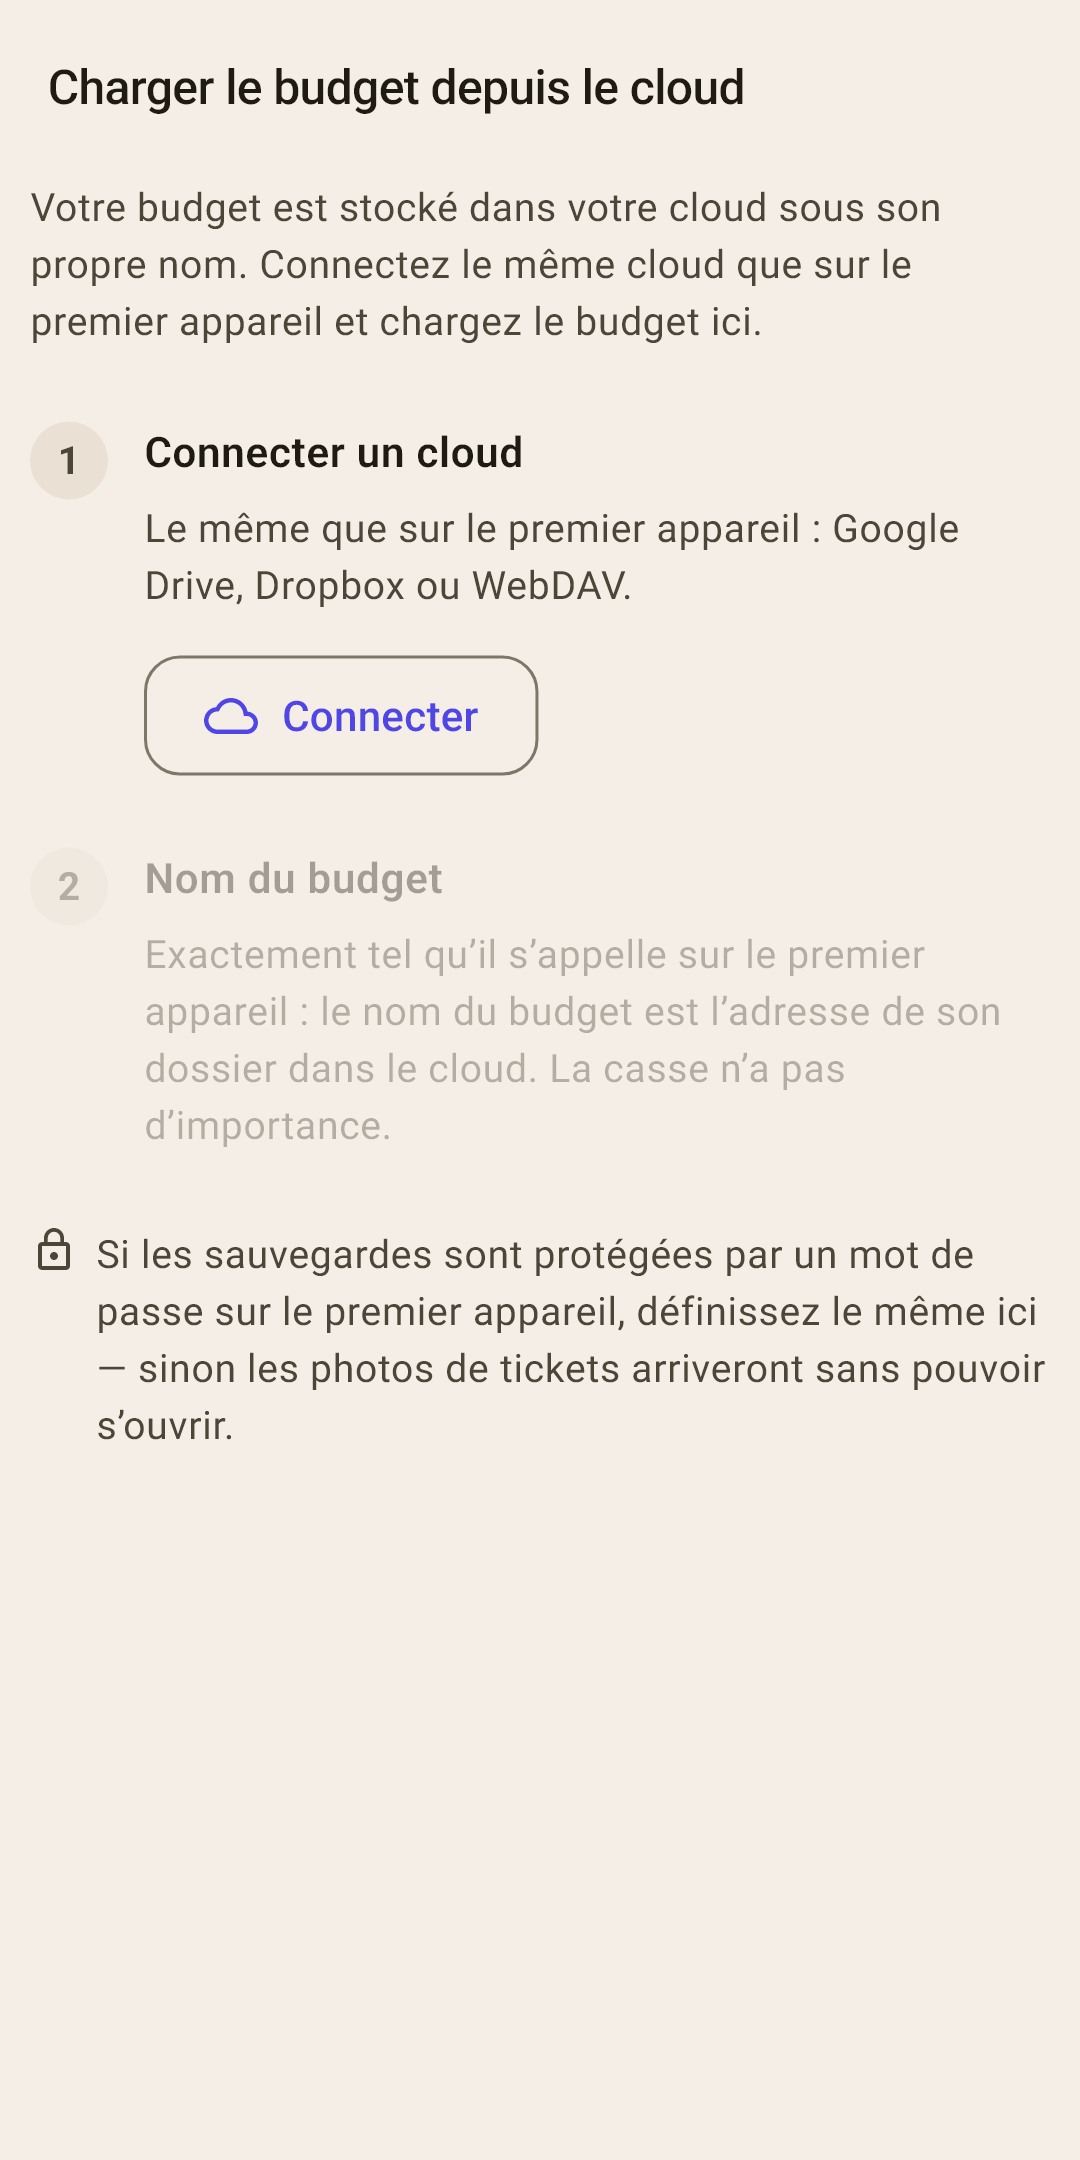 Charger le budget depuis le cloud
Votre budget est stocké dans votre cloud sous son
propre nom. Connectez le même cloud que sur le
premier appareil et chargez le budget ici.
1
Connecter un cloud
Le même que sur le premier appareil : Google
Drive, Dropbox ou WebDAV.
Connecter
2
Nom du budget
Exactement tel qu’il s’appelle sur le premier
appareil : le nom du budget est l’adresse de son
dossier dans le cloud. La casse n’a pas
d’importance.
Si les sauvegardes sont protégées par un mot de
passe sur le premier appareil, définissez le même ici
— sinon les photos de tickets arriveront sans pouvoir
s’ouvrir.